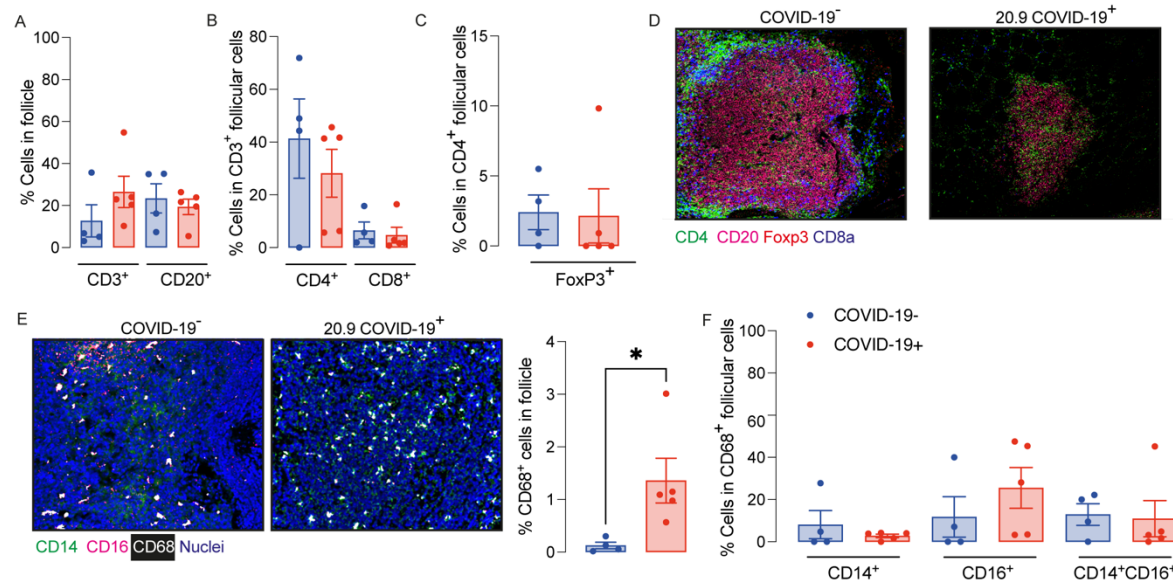 A
% Cells in follicle
100
80
60
40
20
0
CD3⁺ CD20⁺
B
% Cells in CD3⁺ follicular cells
80
60
40
20
0
CD4⁺ CD8⁺
C
% Cells in CD4⁺ follicular cells
15
10
5
0
FoxP3⁺
D
COVID-19⁻ 20.9 COVID-19⁺
CD4 CD20 Foxp3 CD8a
E
COVID-19⁻ 20.9 COVID-19⁺
CD14 CD16 CD68 Nuclei
% CD68⁺ cells in follicle
4
3
2
1
0
*
F
COVID-19-
COVID-19+
% Cells in CD68⁺ follicular cells
100
80
60
40
20
0
CD14⁺ CD16⁺ CD14⁺CD16⁺